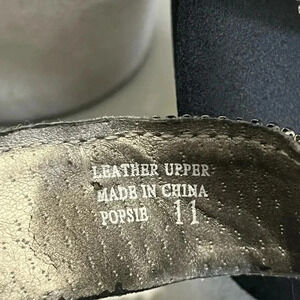 LEATHER UPPER
MADE IN CHINA
POPSIE 11